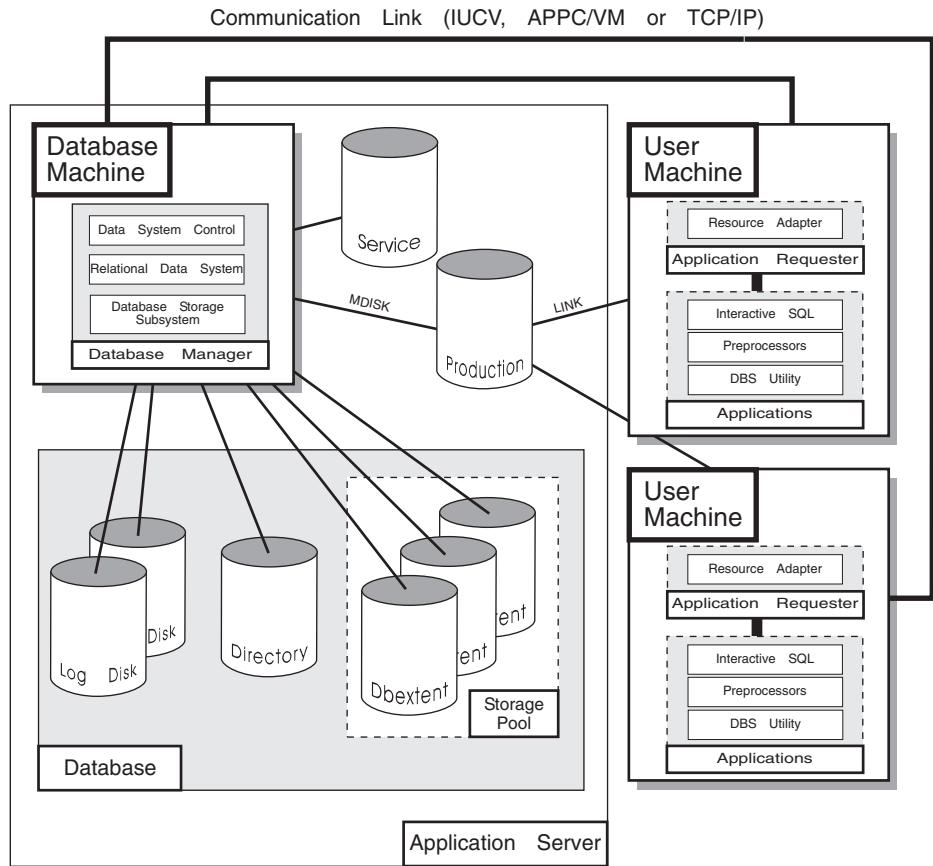 Communication Link (IUCV, APPC/VM or TCP/IP)
Database
Machine
Data System Control
Relational Data System
Database Storage
Subsystem
Database Manager
Service
MDISK
Production
LINK
User
Machine
Resource Adapter
Application Requester
Interactive SQL
Preprocessors
DBS Utility
Applications
User
Machine
Resource Adapter
Application Requester
Interactive SQL
Preprocessors
DBS Utility
Applications
Log Disk
Disk
Directory
Dbextent
tent
tent
Storage
Pool
Database
Application Server